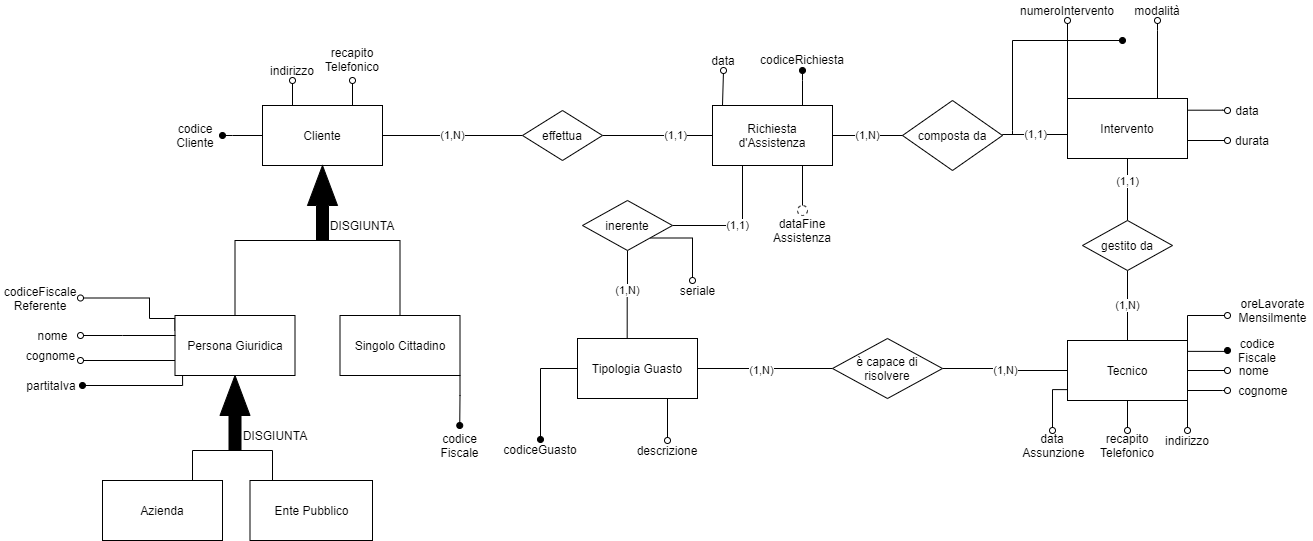 numeroIntervento
modalità
recapito
Telefonico
indirizzo
data
codiceRichiesta
codice
Cliente
Cliente
(1,N)
effettua
(1,1)
Richiesta
d'Assistenza
(1,N)
composta da
(1,1)
Intervento
data
durata
(1,1)
DISGIUNTA
inerente
(1,1)
dataFine
Assistenza
gestito da
(1,N)
seriale
(1,N)
codiceFiscale
Referente
nome
cognome
partitaIva
Persona Giuridica
Singolo Cittadino
oreLavorate
Mensilmente
codice
Fiscale
nome
cognome
Tipologia Guasto
(1,N)
è capace di
risolvere
(1,N)
Tecnico
DISGIUNTA
codice
Fiscale
codiceGuasto
descrizione
data
Assunzione
recapito
Telefonico
indirizzo
Azienda
Ente Pubblico